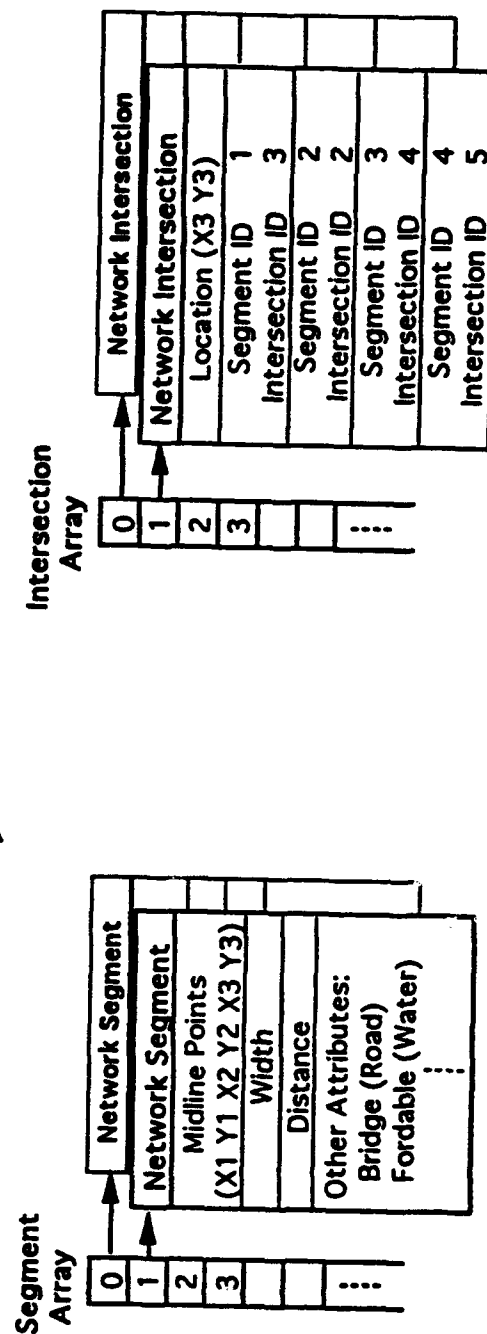 Segment
Array
0
1
2
3
Network Segment
Network Segment
Midline Points
(X1 Y1 X2 Y2 X3 Y3)
Width
Distance
Other Attributes:
Bridge (Road)
Fordable (Water)
Intersection
Array
0
1
2
3
Network Intersection
Network Intersection
Location (X3 Y3)
Segment ID 1
Intersection ID 3
Segment ID 2
Intersection ID 2
Segment ID 3
Intersection ID 4
Segment ID 4
Intersection ID 5